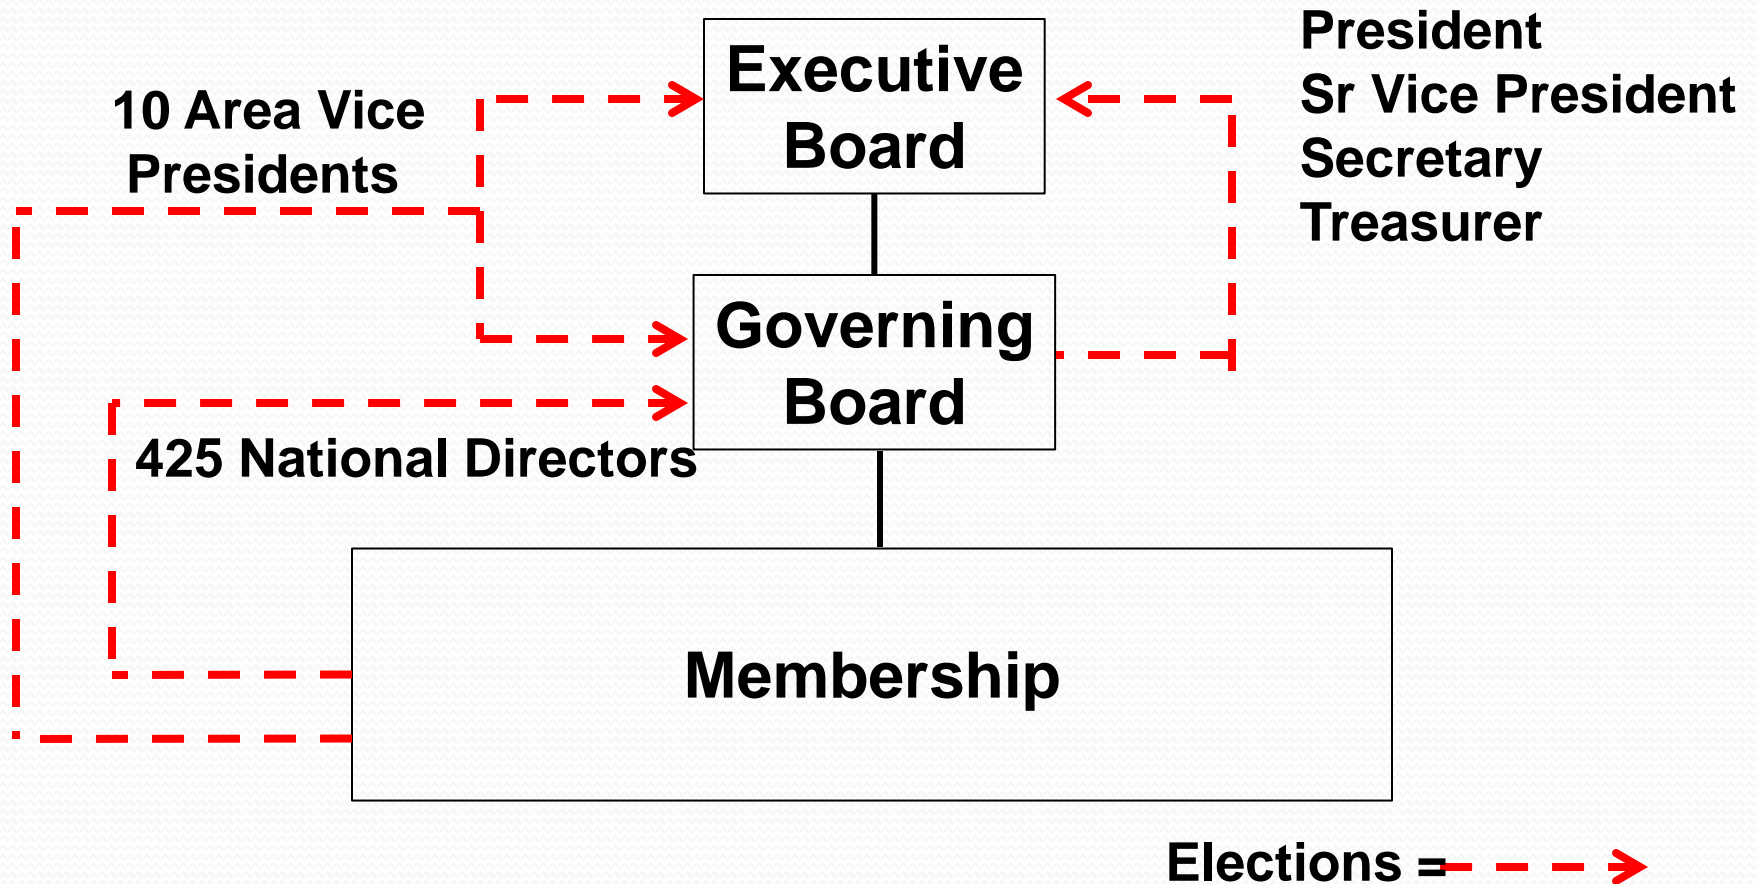 Executive
Board
10 Area Vice
Presidents
President
Sr Vice President
Secretary
Treasurer
Governing
Board
425 National Directors
Membership
Elections =